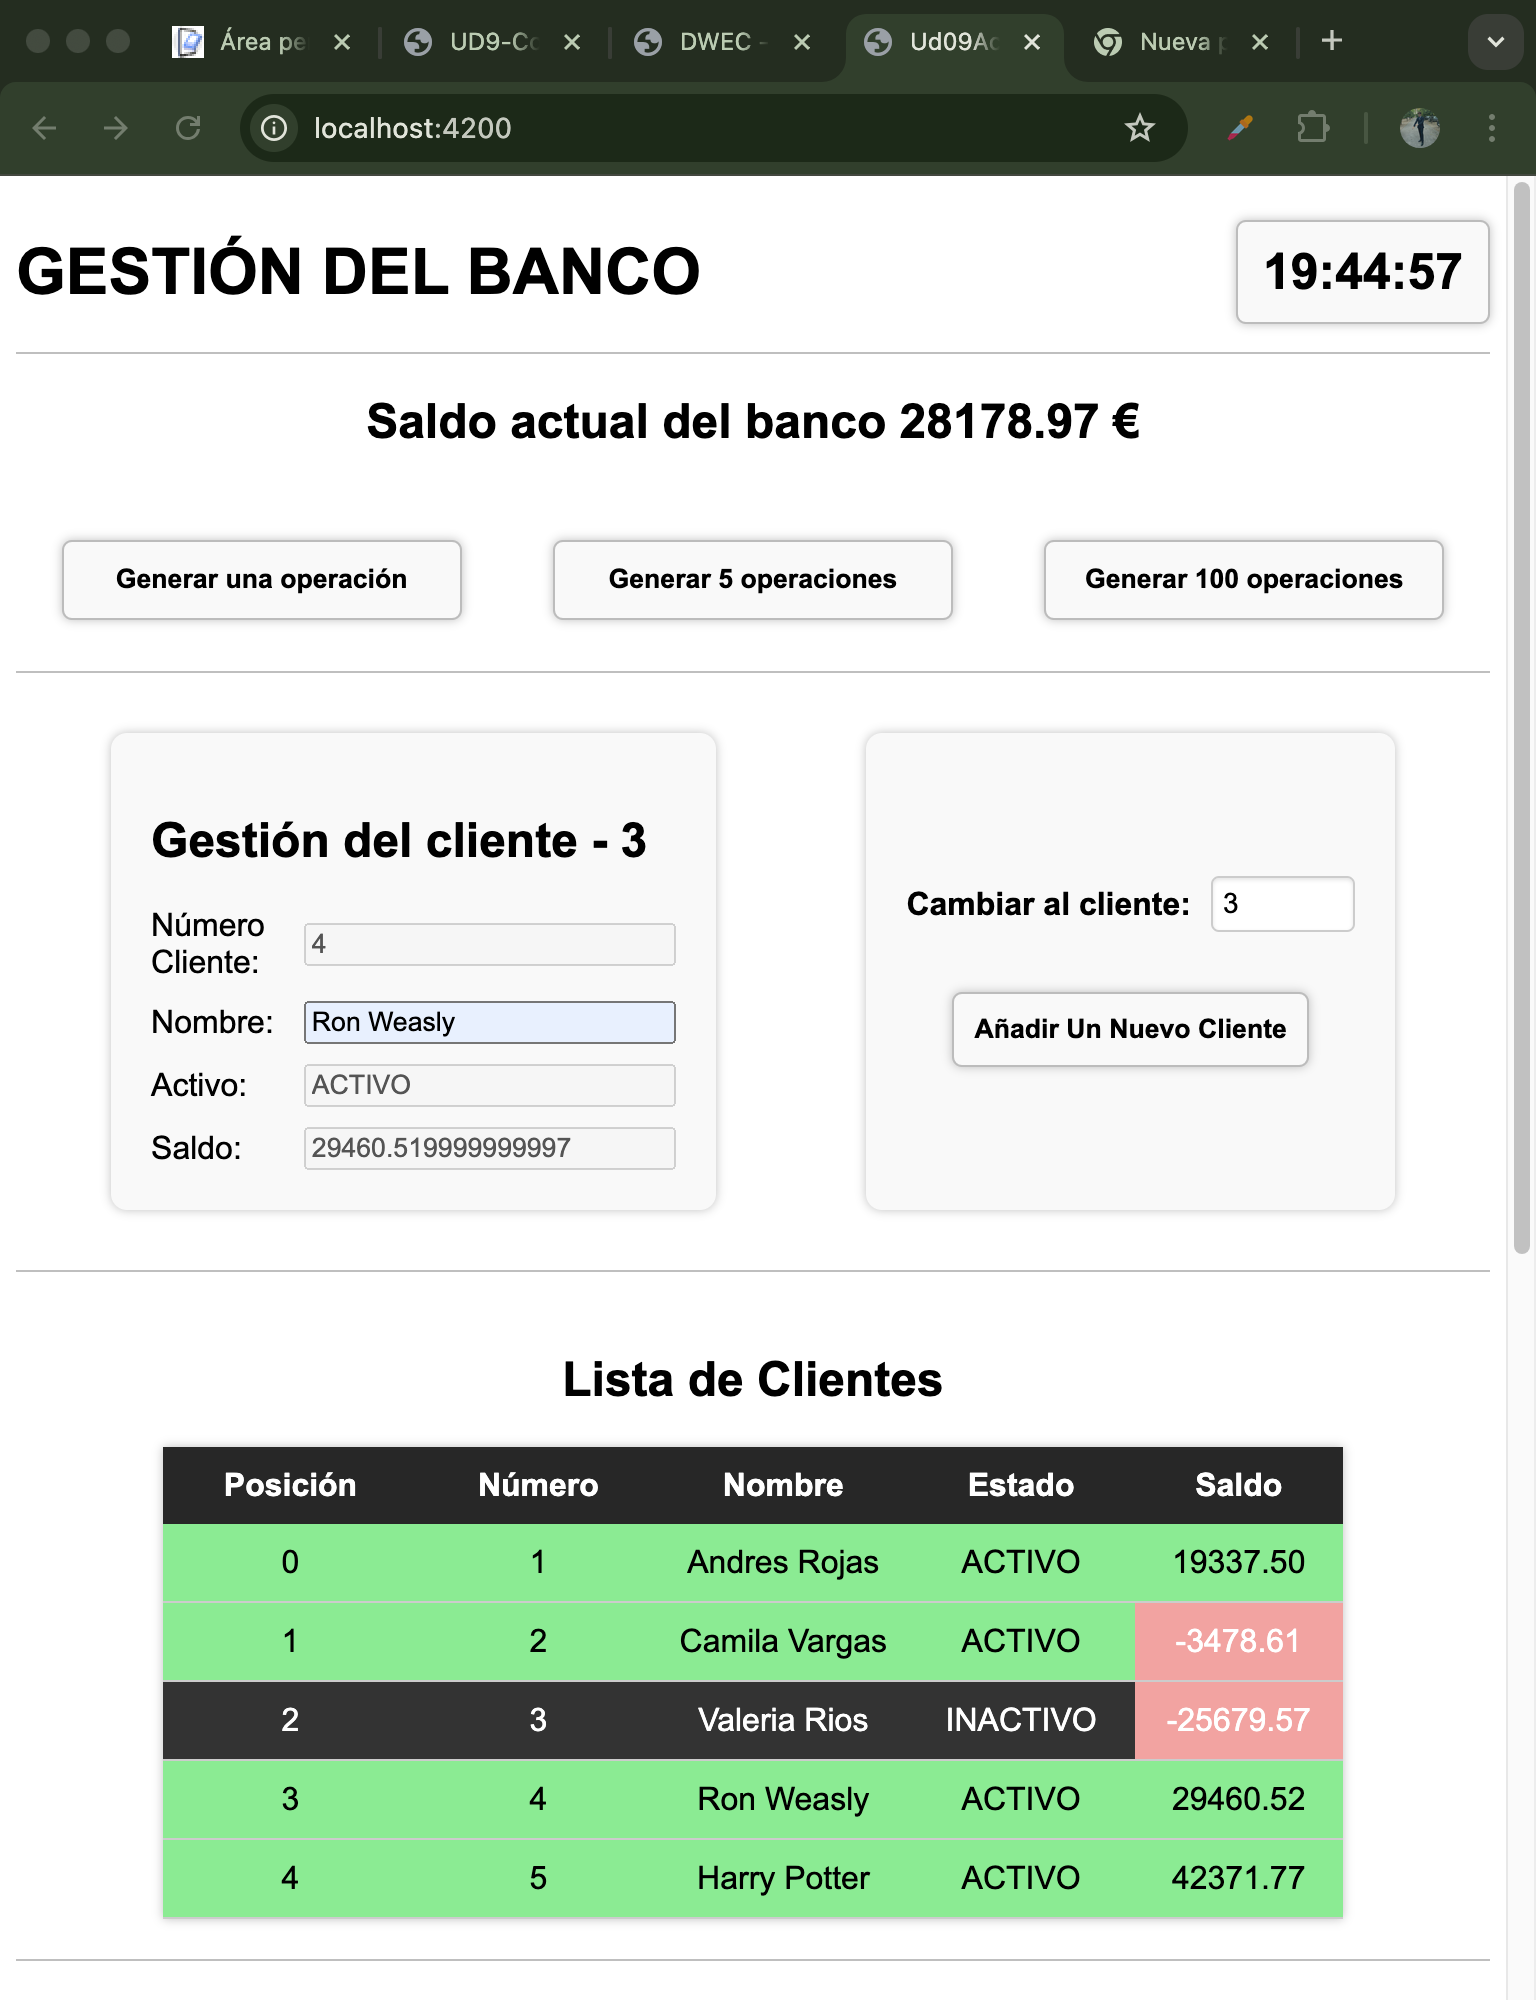 Área pe
UD9-Co
DWEC -
Ud09Ac
Nueva p
localhost:4200
GESTIÓN DEL BANCO
19:44:57
Saldo actual del banco 28178.97 €
Generar una operación
Generar 5 operaciones
Generar 100 operaciones
Gestión del cliente - 3
Número
Cliente:
4
Nombre:
Ron Weasly
Activo:
ACTIVO
Saldo:
29460.519999999997
Cambiar al cliente:
3
Añadir Un Nuevo Cliente
Lista de Clientes
Posición Número Nombre Estado Saldo
0 1 Andres Rojas ACTIVO 19337.50
1 2 Camila Vargas ACTIVO -3478.61
2 3 Valeria Rios INACTIVO -25679.57
3 4 Ron Weasly ACTIVO 29460.52
4 5 Harry Potter ACTIVO 42371.77